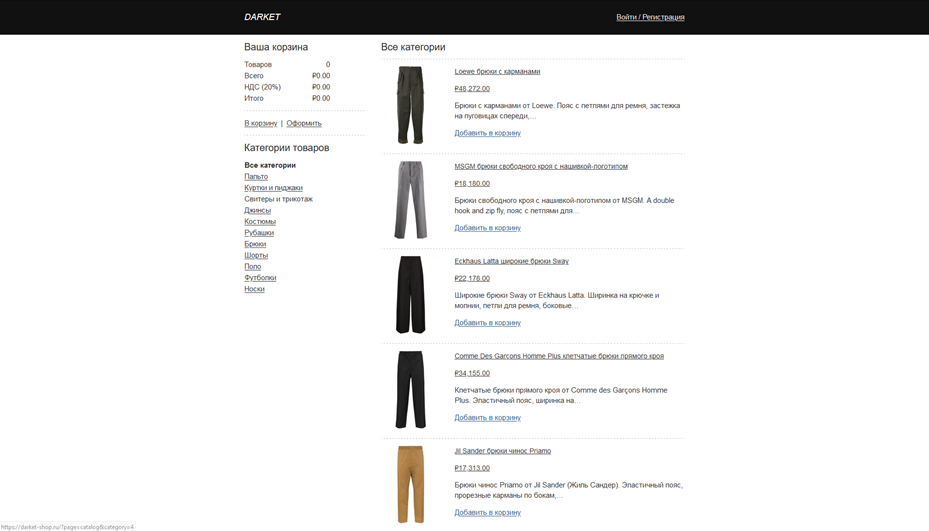 DARKET
Войти / Регистрация
Ваша корзина
Товаров 0
Всего ₽0.00
НДС (20%) ₽0.00
Итого ₽0.00
В корзину | Оформить
Категории товаров
Все категории
Пальто
Куртки и пиджаки
Свитеры и трикотаж
Джинсы
Костюмы
Рубашки
Брюки
Шорты
Поло
Футболки
Носки
Все категории
Loewe брюки с карманами
₽48,272.00
Брюки с карманами от Loewe. Пояс с петлями для ремня, застежка
на пуговицах спереди,…
Добавить в корзину
MSGM брюки свободного кроя с нашивкой-логотипом
₽18,180.00
Брюки свободного кроя с нашивкой-логотипом от MSGM. A double
hook and zip fly, пояс с петлями для…
Добавить в корзину
Eckhaus Latta широкие брюки Sway
₽22,178.00
Широкие брюки Sway от Eckhaus Latta. Ширинка на крючке и
молнии, петли для ремня, боковые…
Добавить в корзину
Comme Des Garcons Homme Plus клетчатые брюки прямого кроя
₽34,155.00
Клетчатые брюки прямого кроя от Comme des Garçons Homme
Plus. Эластичный пояс, ширинка на…
Добавить в корзину
Jil Sander брюки чинос Priamo
₽17,313.00
Брюки чинос Priamo от Jil Sander (Жиль Сандер). Эластичный пояс,
прорезные карманы по бокам,…
Добавить в корзину
https://darket-shop.ru/?page=catalog&category=4